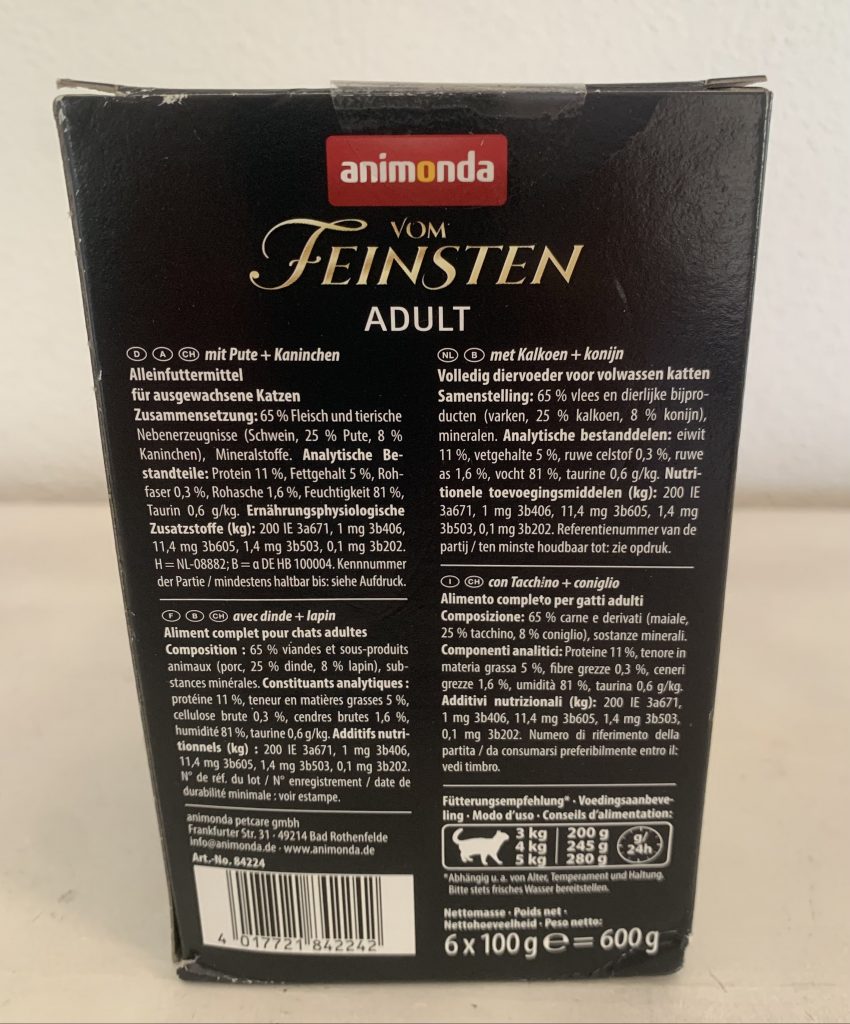 animonda
VOM
FEINSTEN
ADULT
D A CH mit Pute + Kaninchen
Alleinfuttermittel
für ausgewachsene Katzen
Zusammensetzung: 65 % Fleisch und tierische
Nebenerzeugnisse (Schwein, 25 % Pute, 8 %
Kaninchen), Mineralstoffe. Analytische Be-
standteile: Protein 11 %, Fettgehalt 5 %, Roh-
faser 0,3 %, Rohasche 1,6 %, Feuchtigkeit 81 %,
Taurin 0,6 g/kg. Ernährungsphysiologische
Zusatzstoffe (kg): 200 IE 3a671, 1 mg 3b406,
11,4 mg 3b605, 1,4 mg 3b503, 0,1 mg 3b202.
H = NL-08882; B = α DE HB 100004. Kennnummer
der Partie / mindestens haltbar bis: siehe Aufdruck.
F B CH avec dinde + lapin
Aliment complet pour chats adultes
Composition : 65 % viandes et sous-produits
animaux (porc, 25 % dinde, 8 % lapin), sub-
stances minérales. Constituants analytiques :
protéine 11 %, teneur en matières grasses 5 %,
cellulose brute 0,3 %, cendres brutes 1,6 %,
humidité 81 %, taurine 0,6 g/kg. Additifs nutri-
tionnels (kg) : 200 IE 3a671, 1 mg 3b406,
11,4 mg 3b605, 1,4 mg 3b503, 0,1 mg 3b202.
N° de réf. du lot / N° enregistrement / date de
durabilité minimale : voir estampe.
animonda petcare gmbh
Frankfurter Str. 31 · 49214 Bad Rothenfelde
info@animonda.de · www.animonda.de
Art.-No. 84224
4 017721 842242
NL B met Kalkoen + konijn
Volledig diervoeder voor volwassen katten
Samenstelling: 65 % vlees en dierlijke bijpro-
ducten (varken, 25 % kalkoen, 8 % konijn),
mineralen. Analytische bestanddelen: eiwit
11 %, vetgehalte 5 %, ruwe celstof 0,3 %, ruwe
as 1,6 %, vocht 81 %, taurine 0,6 g/kg. Nutri-
tionele toevoegingsmiddelen (kg): 200 IE
3a671, 1 mg 3b406, 11,4 mg 3b605, 1,4 mg
3b503, 0,1 mg 3b202. Referentienummer van de
partij / ten minste houdbaar tot: zie opdruk.
I CH con Tacchino + coniglio
Alimento completo per gatti adulti
Composizione: 65 % carne e derivati (maiale,
25 % tacchino, 8 % coniglio), sostanze minerali.
Componenti analitici: Proteine 11 %, tenore in
materia grassa 5 %, fibre grezze 0,3 %, ceneri
grezze 1,6 %, umidità 81 %, taurina 0,6 g/kg.
Additivi nutrizionali (kg): 200 IE 3a671,
1 mg 3b406, 11,4 mg 3b605, 1,4 mg 3b503,
0,1 mg 3b202. Numero di riferimento della
partita / da consumarsi preferibilmente entro il:
vedi timbro.
Fütterungsempfehlung* · Voedingsaanbeve-
ling · Modo d'uso · Conseils d'alimentation:
3 kg 200 g
4 kg 245 g
5 kg 280 g
g/
24h
*Abhängig u. a. von Alter, Temperament und Haltung.
Bitte stets frisches Wasser bereitstellen.
Nettomasse · Poids net ·
Nettohoeveelheid · Peso netto:
6 x 100 g ℮ = 600 g